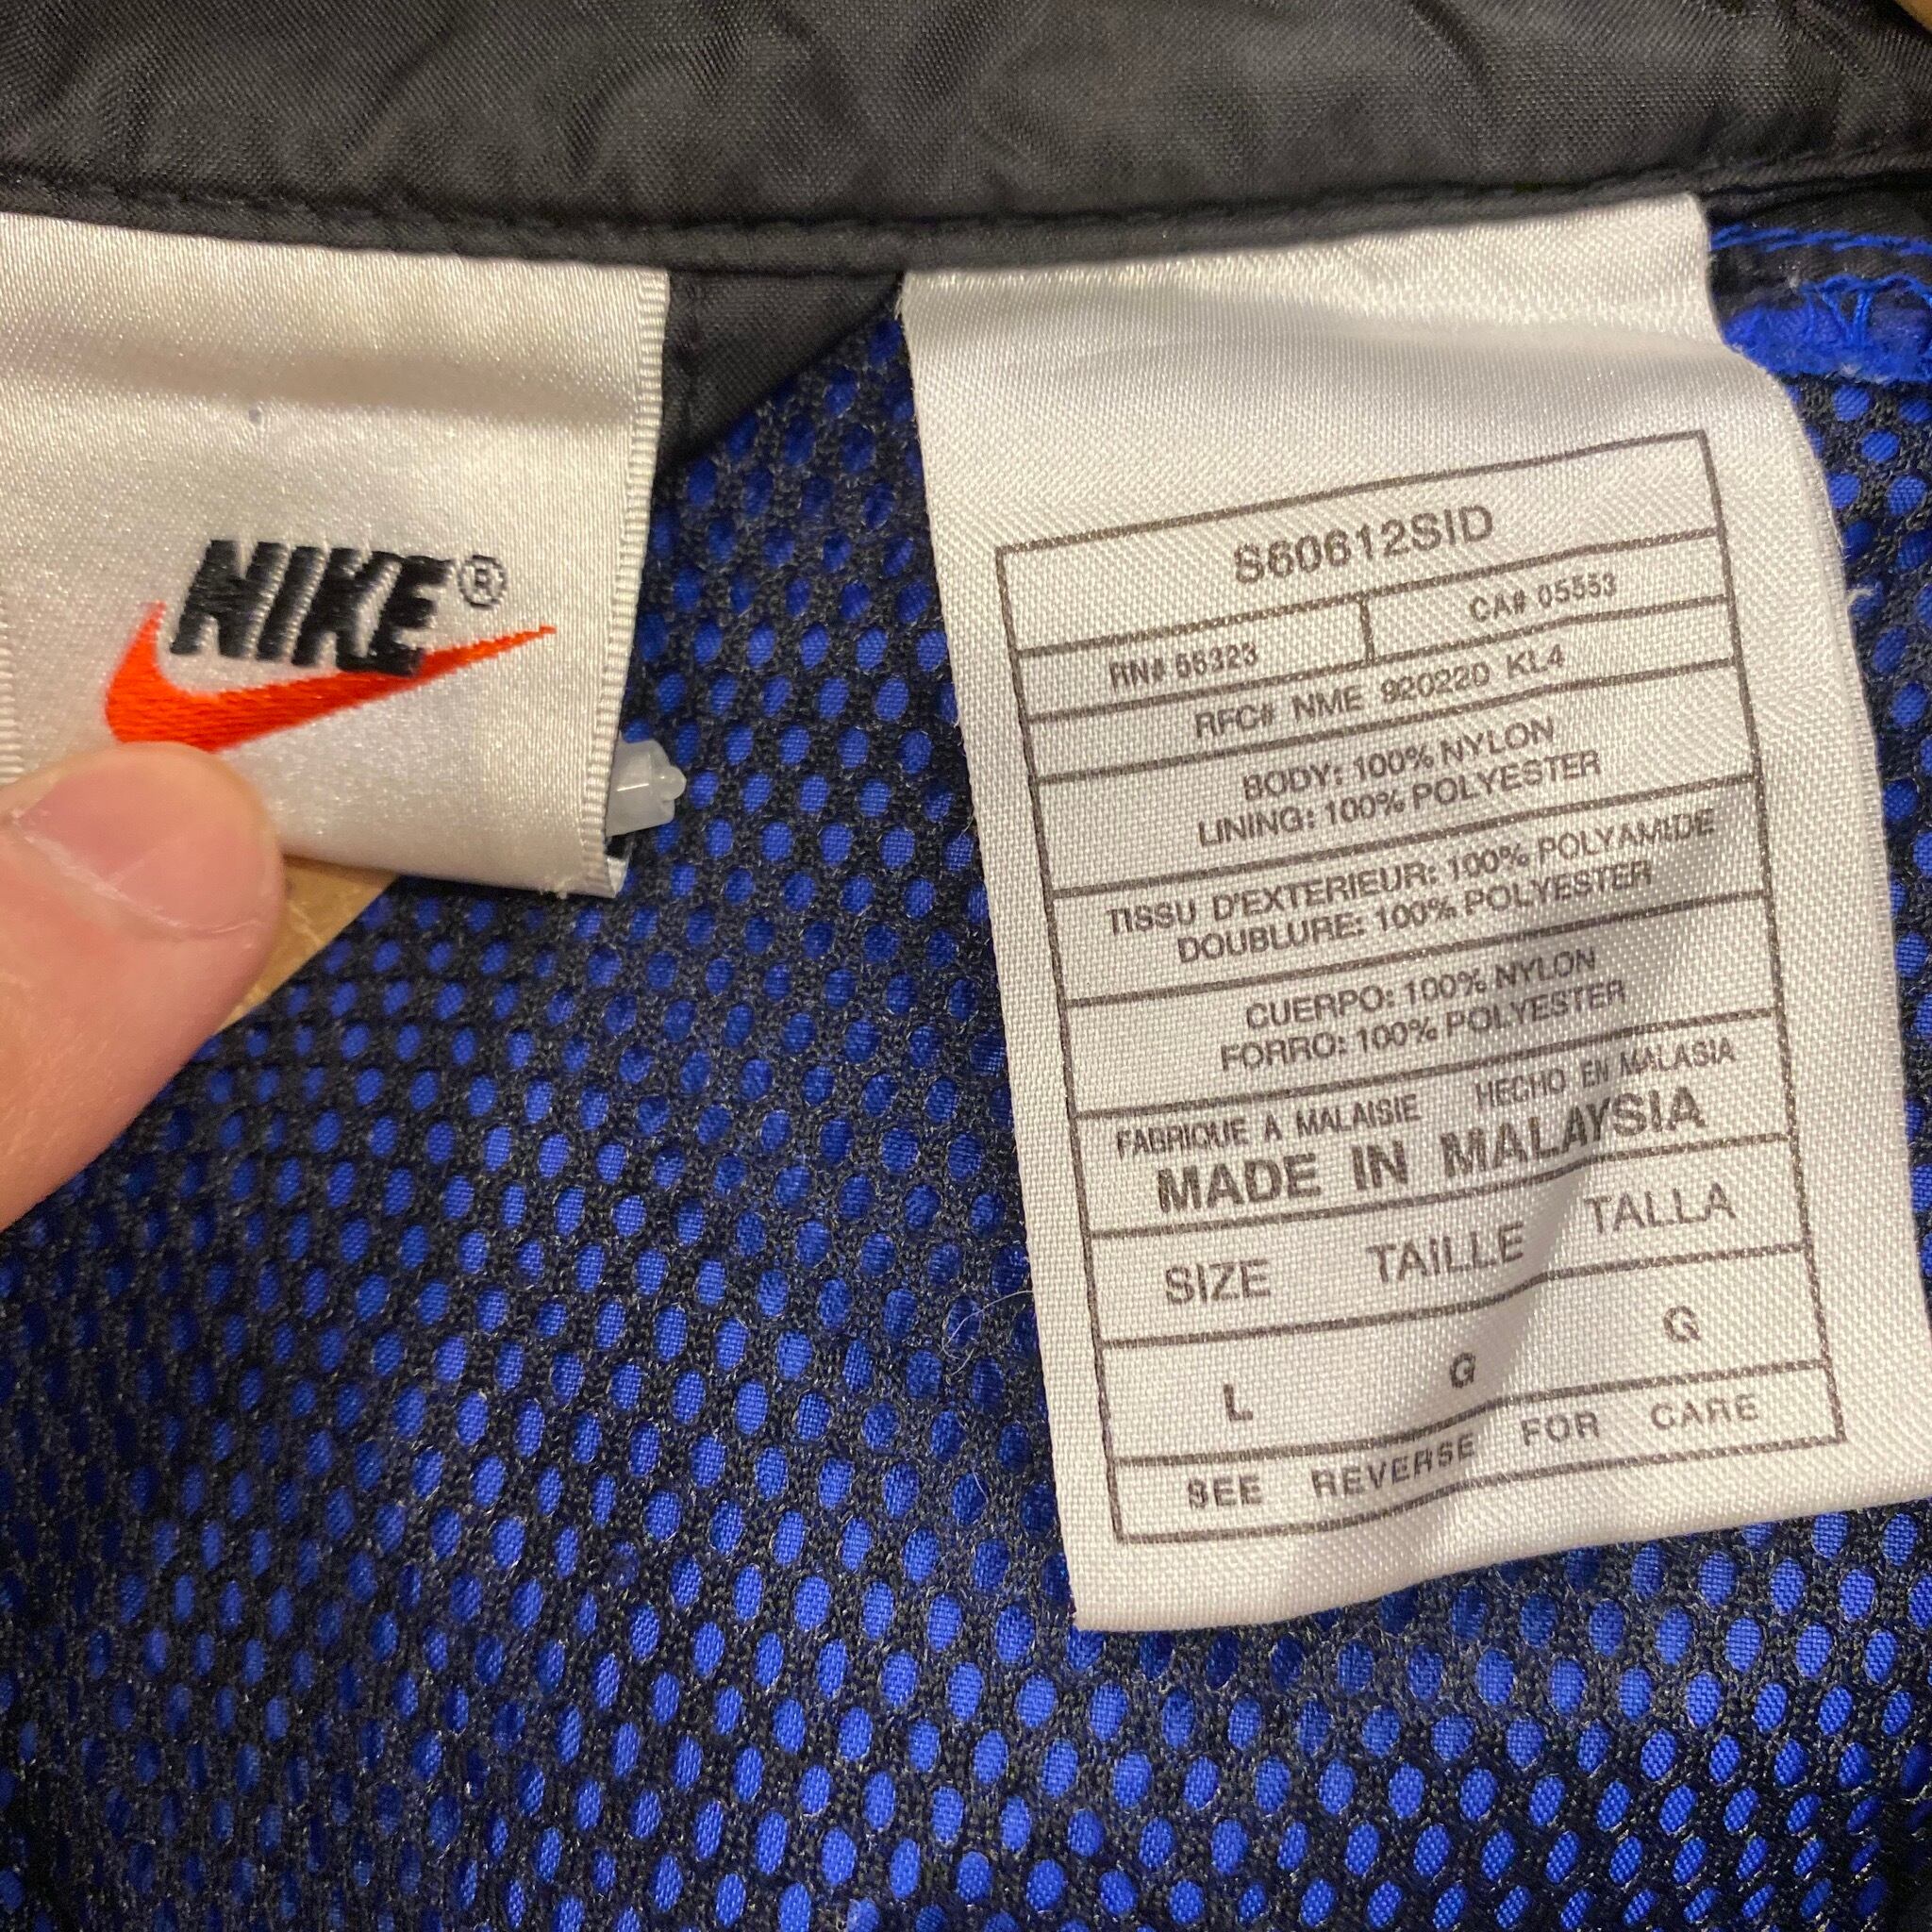 NIKE®
S60612SID
RN# 56323 CA# 05553
RFC# NME 920220 KL4
BODY: 100% NYLON
LINING: 100% POLYESTER
TISSU D'EXTERIEUR: 100% POLYAMIDE
DOUBLURE: 100% POLYESTER
CUERPO: 100% NYLON
FORRO: 100% POLYESTER
FABRIQUE A MALAISIE HECHO EN MALASIA
MADE IN MALAYSIA
SIZE TAILLE TALLA
L G G
SEE REVERSE FOR CARE